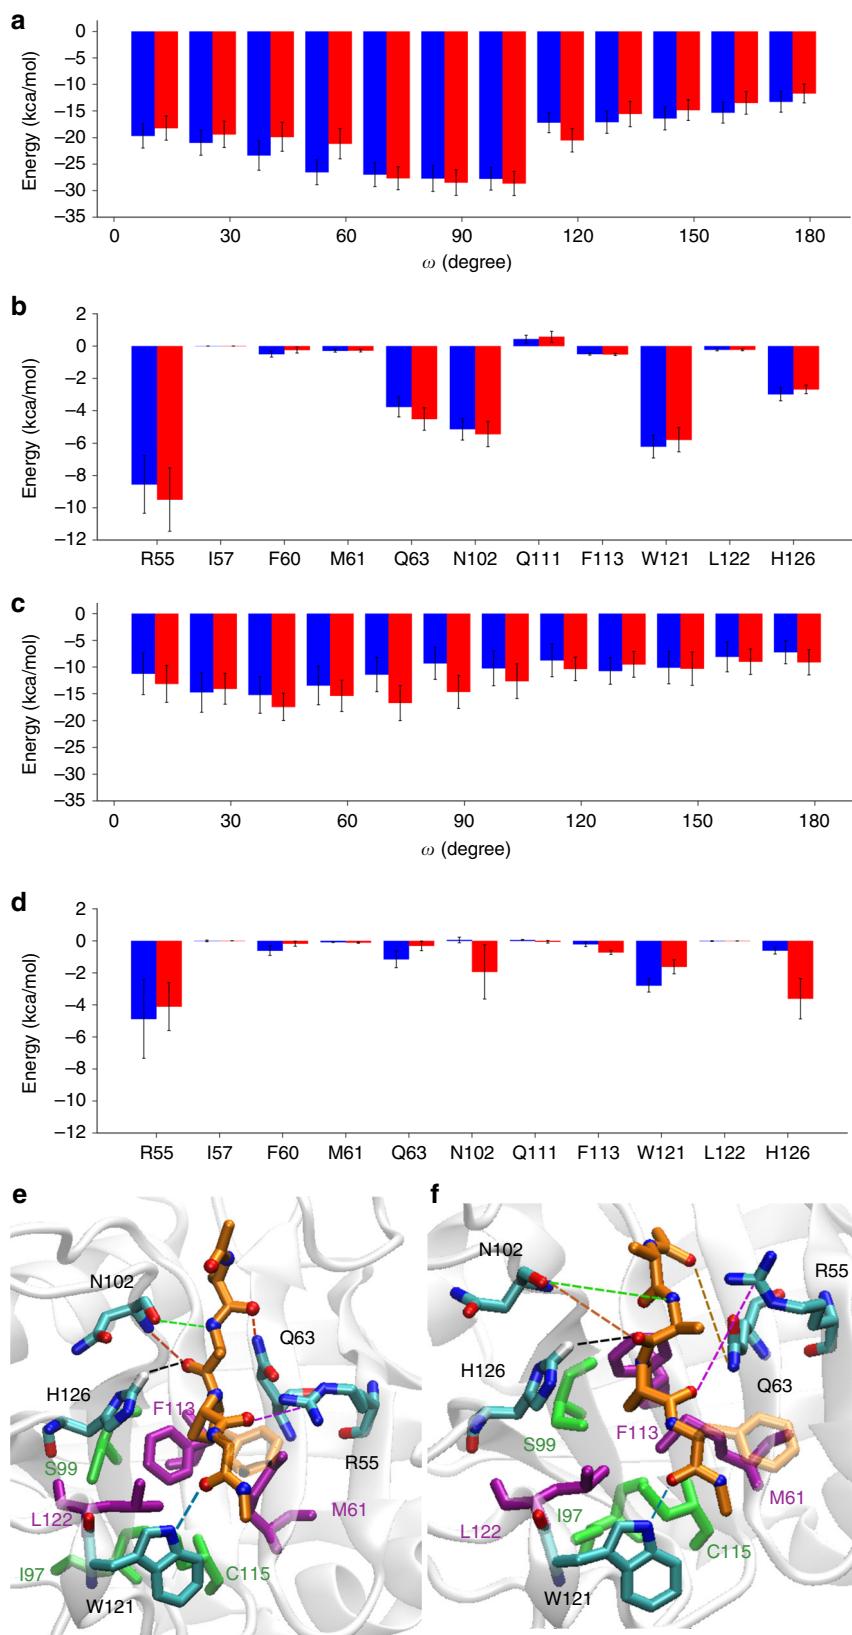 a
Energy (kcal/mol)
0
–5
–10
–15
–20
–25
–30
–35
0 30 60 90 120 150 180
ω (degree)
b
Energy (kcal/mol)
2
0
–2
–4
–6
–8
–10
–12
R55 I57 F60 M61 Q63 N102 Q111 F113 W121 L122 H126
c
Energy (kcal/mol)
0
–5
–10
–15
–20
–25
–30
–35
0 30 60 90 120 150 180
ω (degree)
d
Energy (kcal/mol)
2
0
–2
–4
–6
–8
–10
–12
R55 I57 F60 M61 Q63 N102 Q111 F113 W121 L122 H126
e
N102
Q63
H126
F113
S99
R55
L122
M61
I97
C115
W121
f
N102
R55
H126
Q63
S99
F113
M61
L122
I97
C115
W121